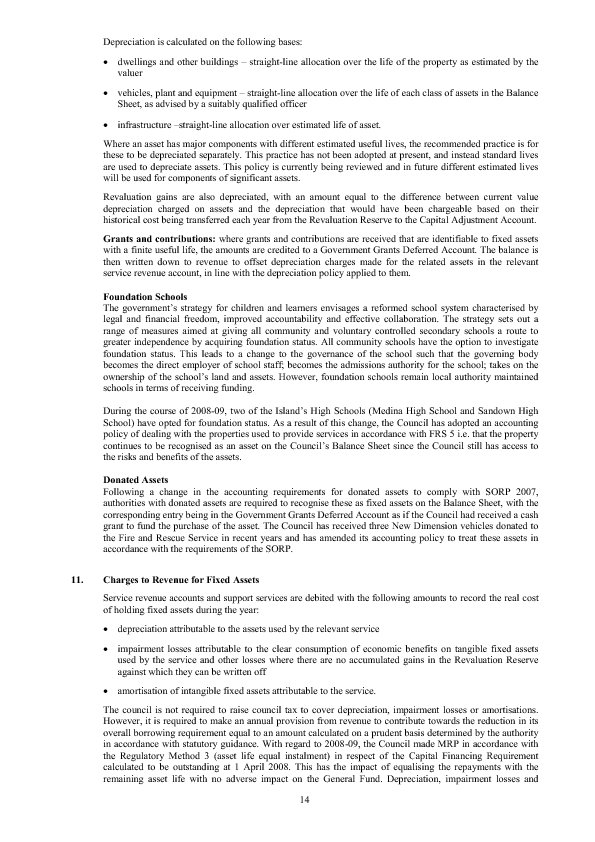 Depreciation is calculated on the following bases:
• dwellings and other buildings – straight-line allocation over the life of the property as estimated by the
valuer
• vehicles, plant and equipment – straight-line allocation over the life of each class of assets in the Balance
Sheet, as advised by a suitably qualified officer
• infrastructure –straight-line allocation over estimated life of asset.
Where an asset has major components with different estimated useful lives, the recommended practice is for
these to be depreciated separately. This practice has not been adopted at present, and instead standard lives
are used to depreciate assets. This policy is currently being reviewed and in future different estimated lives
will be used for components of significant assets.
Revaluation gains are also depreciated, with an amount equal to the difference between current value
depreciation charged on assets and the depreciation that would have been chargeable based on their
historical cost being transferred each year from the Revaluation Reserve to the Capital Adjustment Account.
Grants and contributions: where grants and contributions are received that are identifiable to fixed assets
with a finite useful life, the amounts are credited to a Government Grants Deferred Account. The balance is
then written down to revenue to offset depreciation charges made for the related assets in the relevant
service revenue account, in line with the depreciation policy applied to them.
Foundation Schools
The government's strategy for children and learners envisages a reformed school system characterised by
legal and financial freedom, improved accountability and effective collaboration. The strategy sets out a
range of measures aimed at giving all community and voluntary controlled secondary schools a route to
greater independence by acquiring foundation status. All community schools have the option to investigate
foundation status. This leads to a change to the governance of the school such that the governing body
becomes the direct employer of school staff; becomes the admissions authority for the school; takes on the
ownership of the school's land and assets. However, foundation schools remain local authority maintained
schools in terms of receiving funding.
During the course of 2008-09, two of the Island's High Schools (Medina High School and Sandown High
School) have opted for foundation status. As a result of this change, the Council has adopted an accounting
policy of dealing with the properties used to provide services in accordance with FRS 5 i.e. that the property
continues to be recognised as an asset on the Council's Balance Sheet since the Council still has access to
the risks and benefits of the assets.
Donated Assets
Following a change in the accounting requirements for donated assets to comply with SORP 2007,
authorities with donated assets are required to recognise these as fixed assets on the Balance Sheet, with the
corresponding entry being in the Government Grants Deferred Account as if the Council had received a cash
grant to fund the purchase of the asset. The Council has received three New Dimension vehicles donated to
the Fire and Rescue Service in recent years and has amended its accounting policy to treat these assets in
accordance with the requirements of the SORP.
11. Charges to Revenue for Fixed Assets
Service revenue accounts and support services are debited with the following amounts to record the real cost
of holding fixed assets during the year:
• depreciation attributable to the assets used by the relevant service
• impairment losses attributable to the clear consumption of economic benefits on tangible fixed assets
used by the service and other losses where there are no accumulated gains in the Revaluation Reserve
against which they can be written off
• amortisation of intangible fixed assets attributable to the service.
The council is not required to raise council tax to cover depreciation, impairment losses or amortisations.
However, it is required to make an annual provision from revenue to contribute towards the reduction in its
overall borrowing requirement equal to an amount calculated on a prudent basis determined by the authority
in accordance with statutory guidance. With regard to 2008-09, the Council made MRP in accordance with
the Regulatory Method 3 (asset life equal instalment) in respect of the Capital Financing Requirement
calculated to be outstanding at 1 April 2008. This has the impact of equalising the repayments with the
remaining asset life with no adverse impact on the General Fund. Depreciation, impairment losses and
14